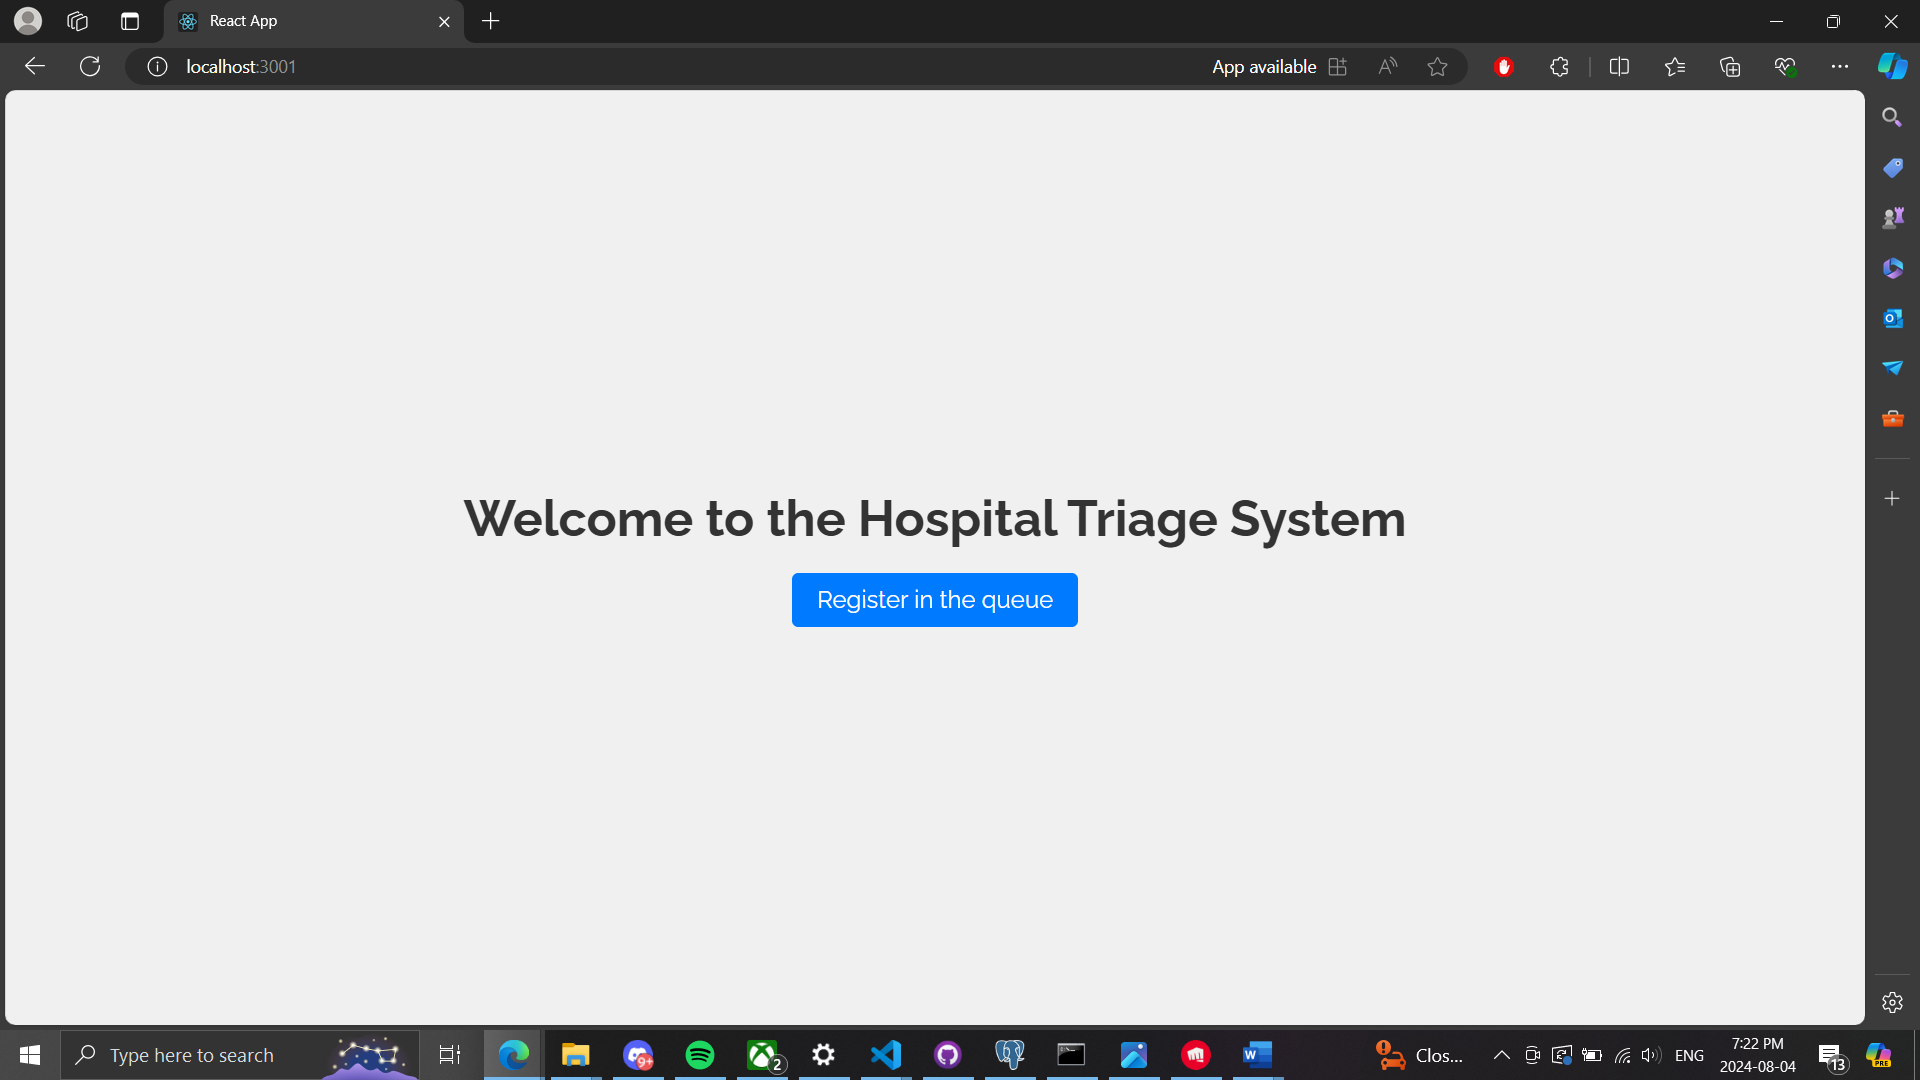 React App
localhost:3001
App available
Welcome to the Hospital Triage System
Register in the queue
Type here to search
9+
2
Clos...
ENG
7:22 PM
2024-08-04
13
PRE